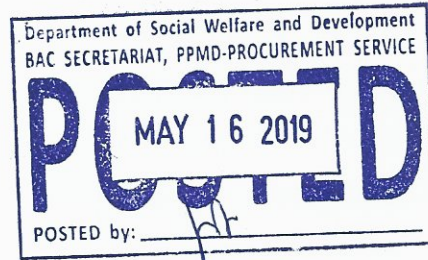 Department of Social Welfare and Development
BAC SECRETARIAT, PPMD-PROCUREMENT SERVICE
POSTED
MAY 16 2019
POSTED by: